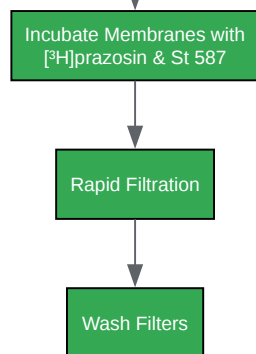 Incubate Membranes with
[³H]prazosin & St 587
Rapid Filtration
Wash Filters